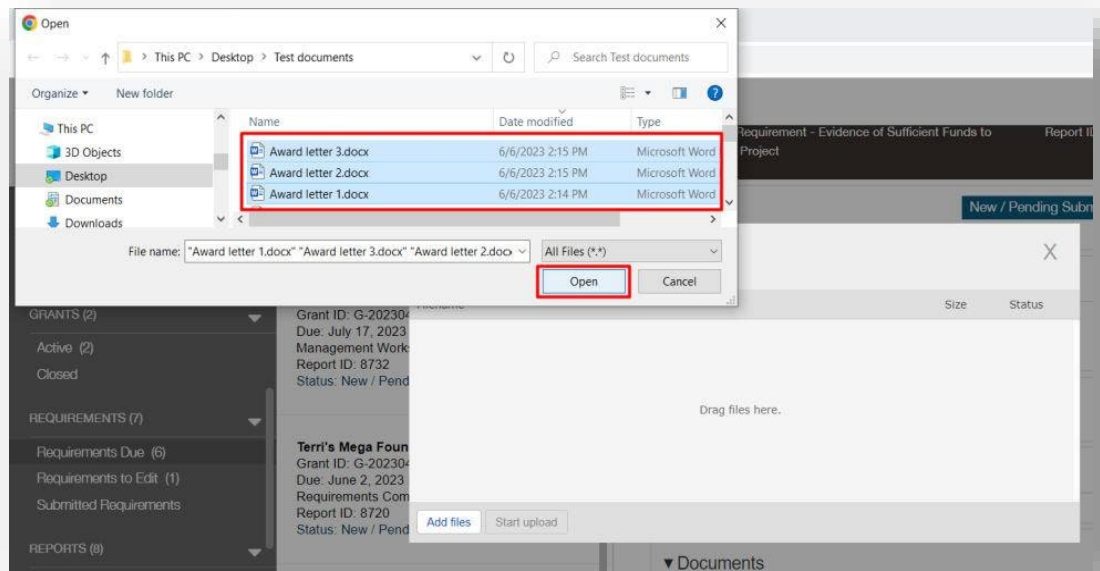 Open
This PC > Desktop > Test documents
Search Test documents
Organize
New folder
Name
Date modified
Type
This PC
3D Objects
Desktop
Documents
Downloads
Award letter 3.docx 6/6/2023 2:15 PM Microsoft Word
Award letter 2.docx 6/6/2023 2:15 PM Microsoft Word
Award letter 1.docx 6/6/2023 2:14 PM Microsoft Word
File name: "Award letter 1.docx" "Award letter 3.docx" "Award letter 2.doc
All Files (*.*)
Open
Cancel
Requirement - Evidence of Sufficient Funds to
Project
Report
New / Pending
X
Size
Status
Drag files here.
Add files
Start upload
GRANTS (2)
Active (2)
Closed
REQUIREMENTS (7)
Requirements Due (6)
Requirements to Edit (1)
Submitted Requirements
REPORTS (8)
Grant ID: G-202304
Due: July 17, 2023
Management Work
Report ID: 8732
Status: New / Pend
Terri's Mega Foun
Grant ID: G-202304
Due: June 2, 2023
Requirements Com
Report ID: 8720
Status: New / Pend
Documents